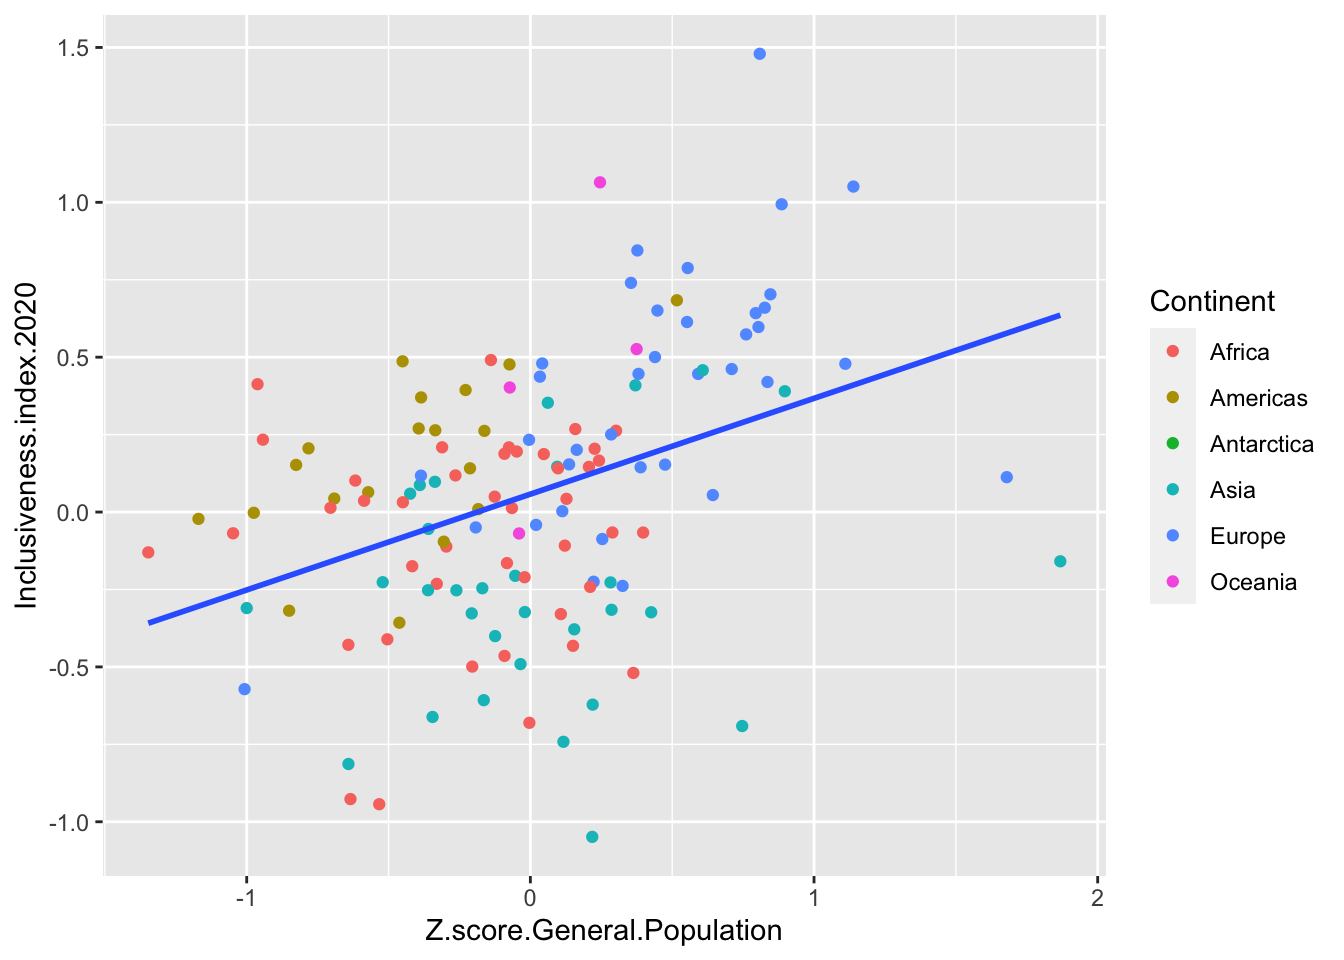 1.5
1.0
0.5
0.0
-0.5
-1.0
Inclusiveness.index.2020
-1
0
1
2
Z.score.General.Population
Continent
Africa
Americas
Antarctica
Asia
Europe
Oceania